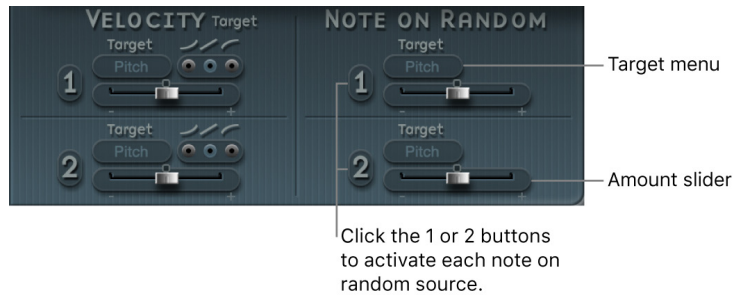 VELOCITY Target
NOTE ON RANDOM
Target
Target
1
Pitch
1
Pitch
Target menu
- +
- +
Target
Target
2
Pitch
2
Pitch
- +
- +
Amount slider
Click the 1 or 2 buttons
to activate each note on
random source.